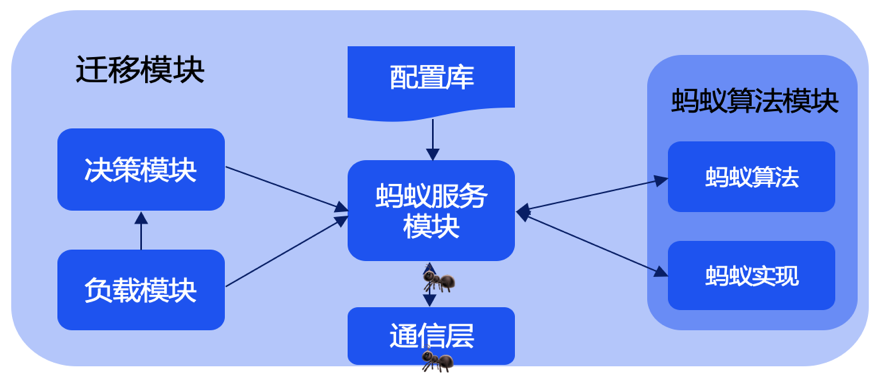 迁移模块
配置库
蚂蚁算法模块
决策模块
蚂蚁服务
模块
蚂蚁算法
负载模块
蚂蚁实现
通信层